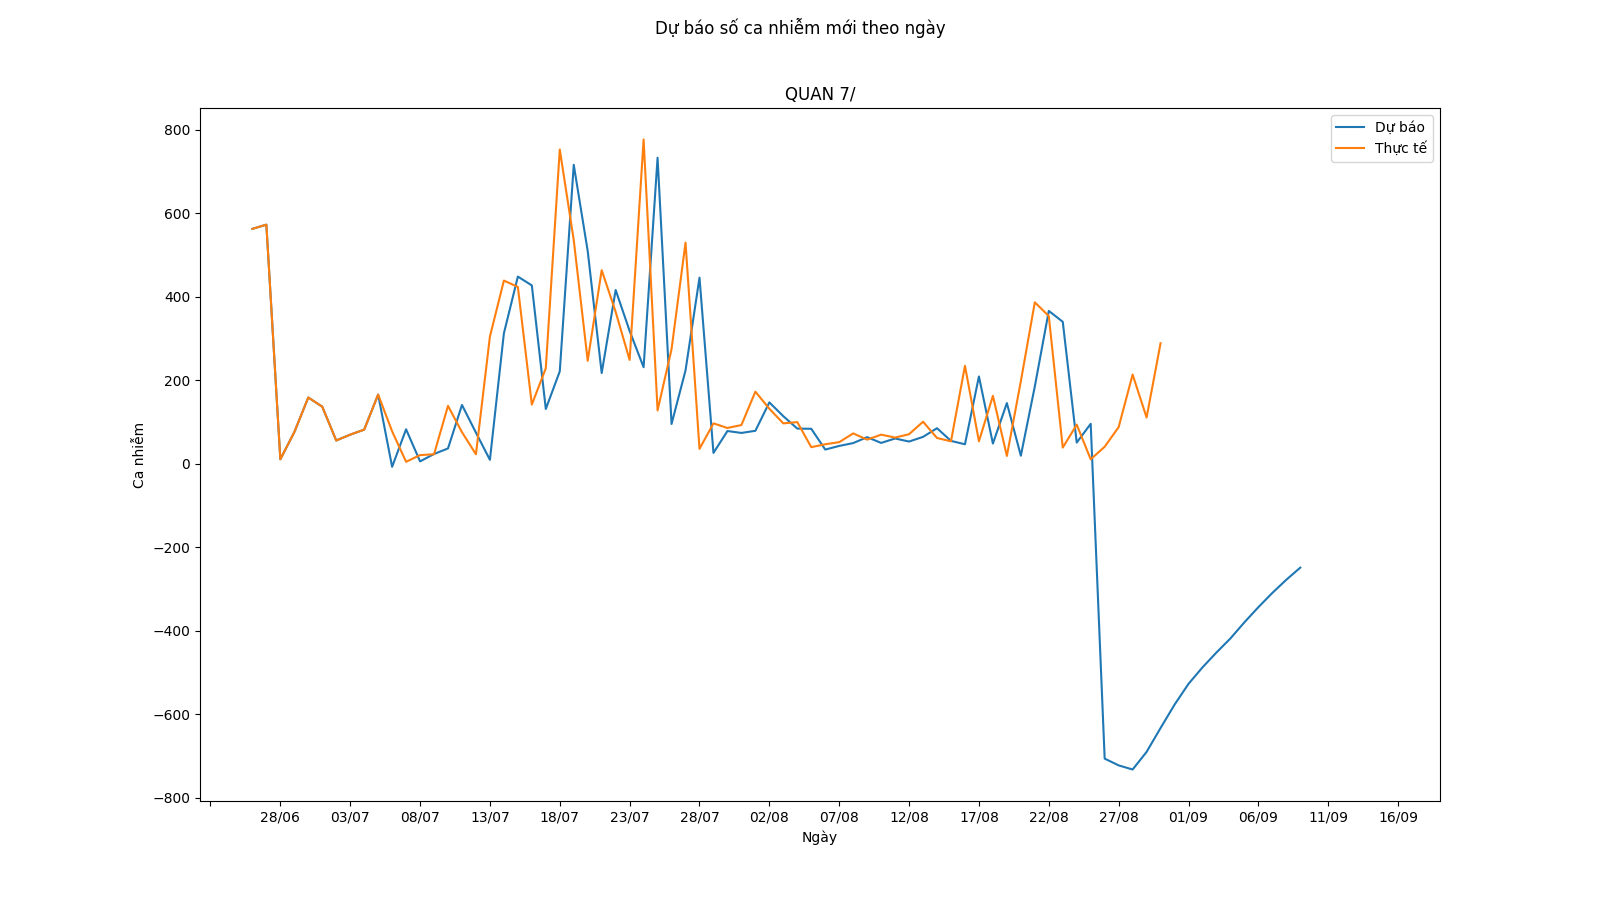 Dự báo số ca nhiễm mới theo ngày
QUAN 7/
Dự báo
Thực tế
800
600
400
200
0
−200
−400
−600
−800
Ca nhiễm
28/06 03/07 08/07 13/07 18/07 23/07 28/07 02/08 07/08 12/08 17/08 22/08 27/08 01/09 06/09 11/09 16/09
Ngày